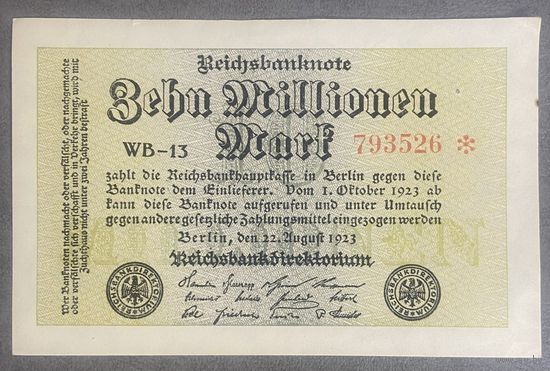 Reichsbanknote
Zehn Millionen
Mark
WB-13
793526 *
zahlt die Reichsbankhauptkasse in Berlin gegen diese
Banknote dem Einlieferer. Vom 1. Oktober 1923 ab
kann diese Banknote aufgerufen und unter Umtausch
gegen andere gesetzliche Zahlungsmittel eingezogen werden
Berlin, den 22. August 1923
Reichsbankdirektorium
REICHSBANKDIREKTORIUM
REICHSBANKDIREKTORIUM
Wer Banknoten nachmacht oder verfälscht, oder nachgemachte
oder verfälschte sich verschafft und in Verkehr bringt, wird mit
Zuchthaus nicht unter zwei Jahren bestraft